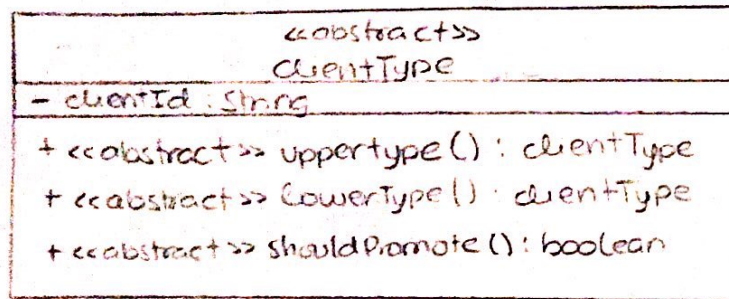 <<abstract>>
clientType
- clientId : String
+ <<abstract>> uppertype() : clientType
+ <<abstract>> lowerType() : clientType
+ <<abstract>> shouldPromote() : boolean